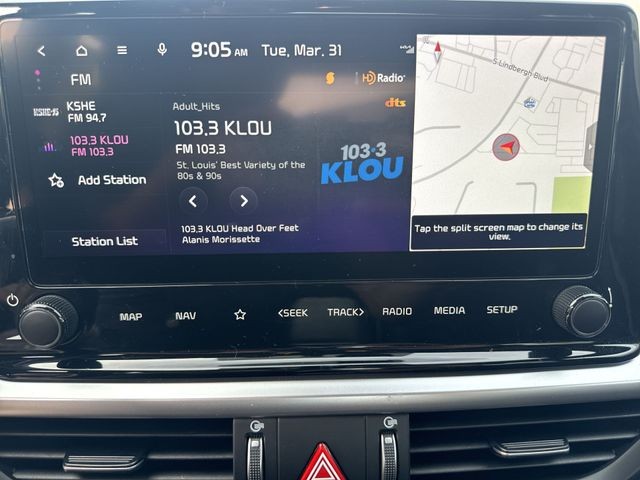 9:05 AM Tue, Mar. 31
FM
HD Radio
KSHE-95
KSHE
FM 94.7
103.3 KLOU
FM 103.3
Add Station
Station List
Adult_Hits
103.3 KLOU
FM 103.3
St. Louis' Best Variety of the
80s & 90s
103.3 KLOU Head Over Feet
Alanis Morissette
dts
103.3
KLOU
S Lindbergh Blvd
Tap the split screen map to change its
view.
MAP NAV <SEEK TRACK> RADIO MEDIA SETUP